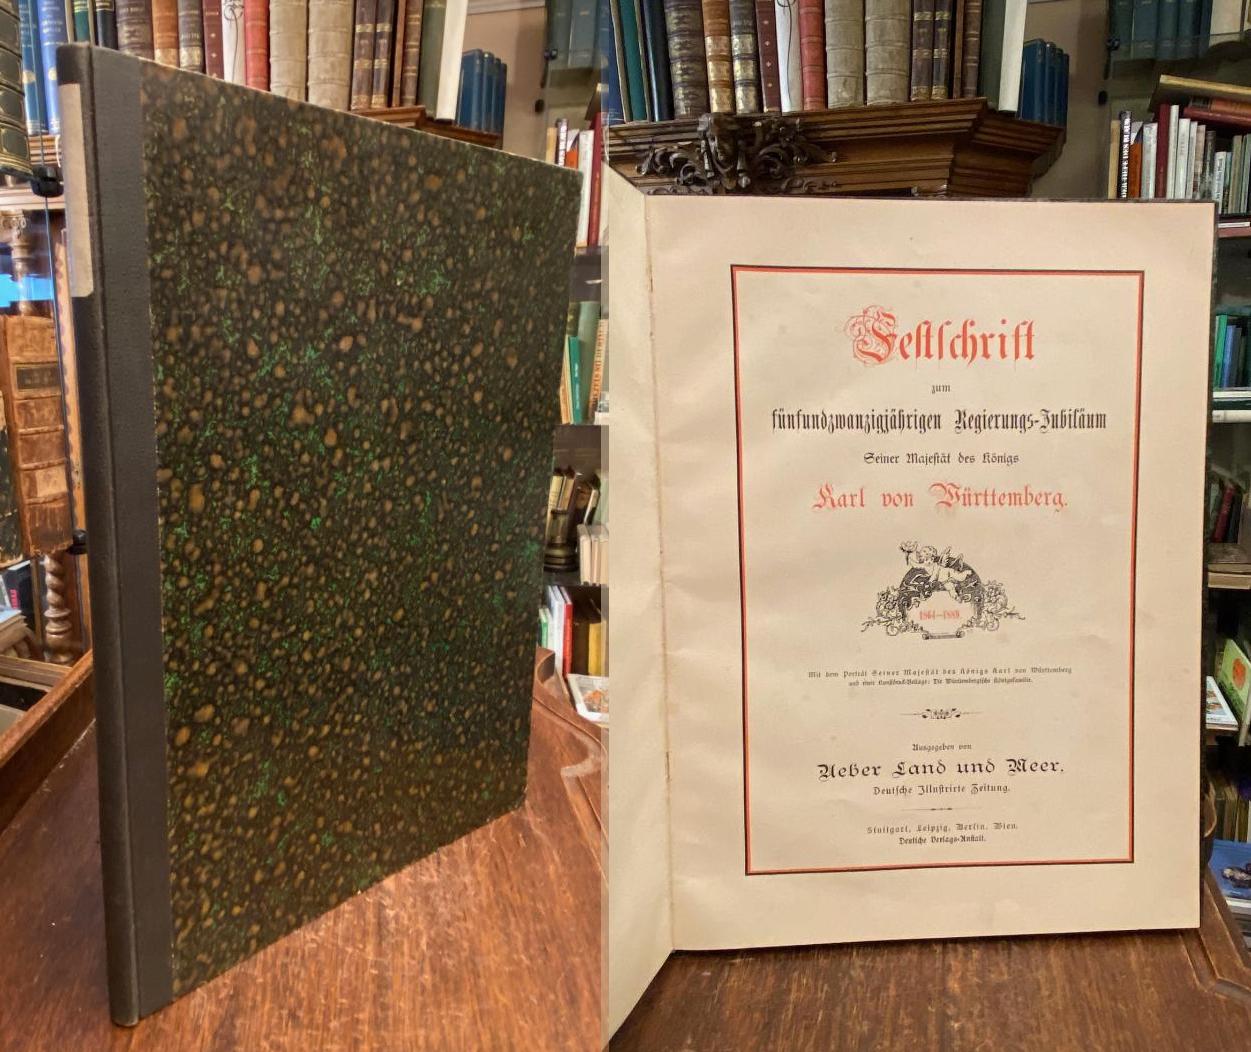 Festschrift
zum
fünfundzwanzigjährigen Regierungs-Jubiläum
Seiner Majestät des Königs
Karl von Württemberg.
1864–1889.
Mit dem Porträt Seiner Majestät des Königs Karl von Württemberg
und einer Kunstdruck-Beilage: Die Württembergische Königsfamilie.
Ausgegeben von
Ueber Land und Meer.
Deutsche Illustrirte Zeitung.
Stuttgart, Leipzig, Berlin, Wien.
Deutsche Verlags-Anstalt.